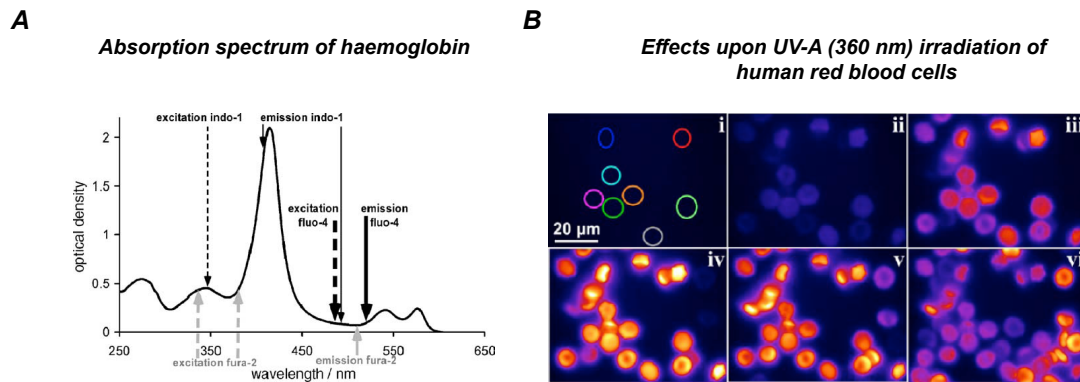 A
Absorption spectrum of haemoglobin
excitation indo-1
emission indo-1
excitation
fluo-4
emission
fluo-4
optical density
2
1.5
1
0.5
0
250
350
450
550
650
excitation fura-2
emission fura-2
wavelength / nm
B
Effects upon UV-A (360 nm) irradiation of
human red blood cells
i
ii
iii
20 µm
iv
v
vi